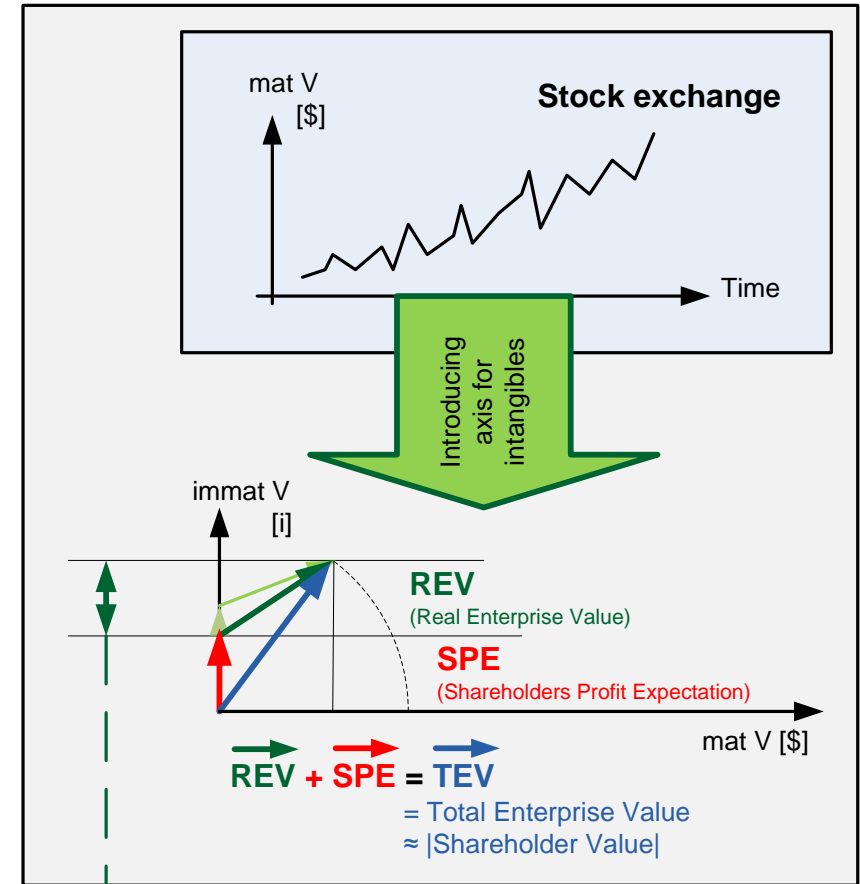 mat V
[$]
Stock exchange
Time
Introducing
axis for
intangibles
immat V
[i]
REV
(Real Enterprise Value)
SPE
(Shareholders Profit Expectation)
mat V [$]
REV + SPE = TEV
= Total Enterprise Value
≈ |Shareholder Value|